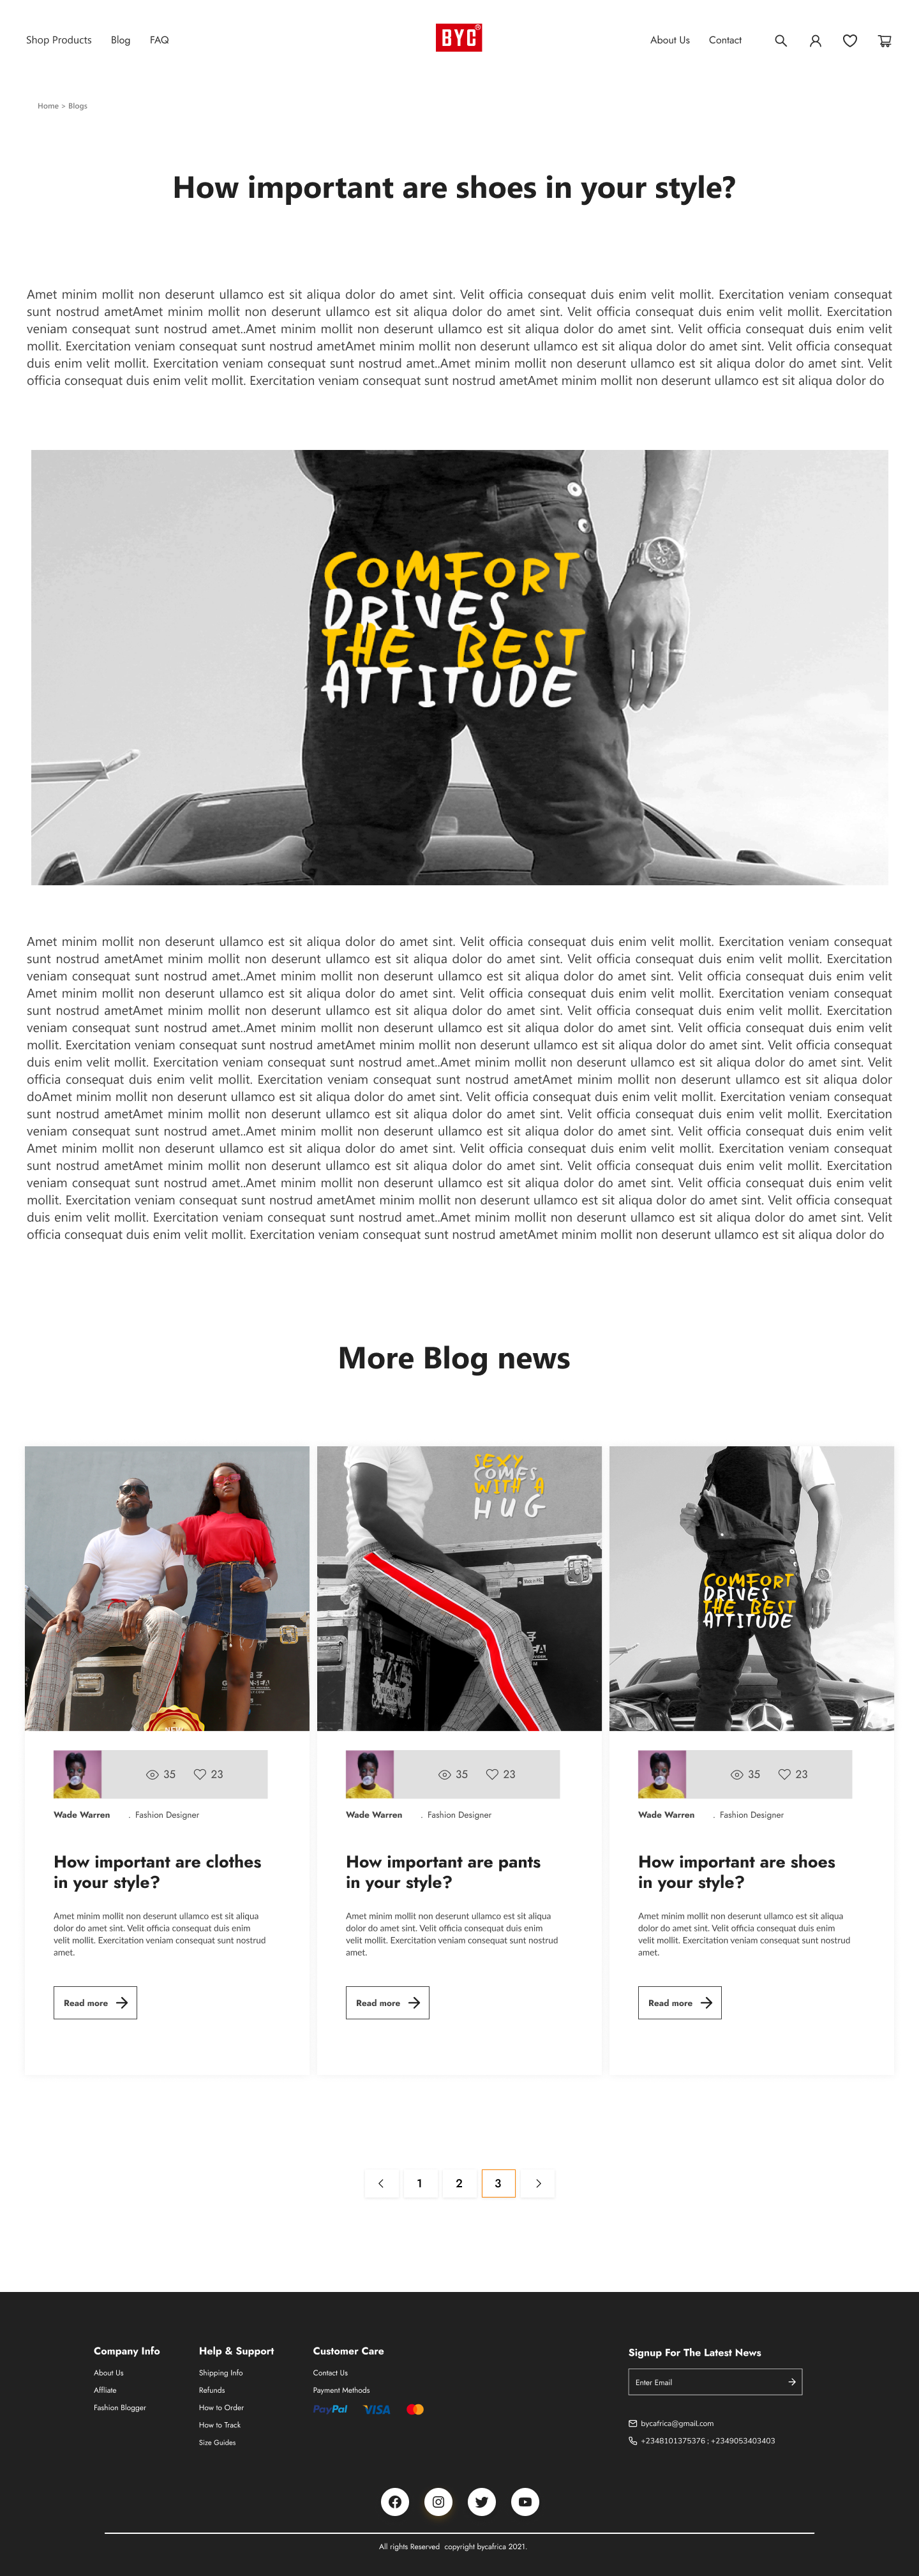 Shop Products Blog FAQ BYC ® About Us Contact
Home > Blogs
How important are shoes in your style?
Amet minim mollit non deserunt ullamco est sit aliqua dolor do amet sint. Velit officia consequat duis enim velit mollit. Exercitation veniam consequat
sunt nostrud ametAmet minim mollit non deserunt ullamco est sit aliqua dolor do amet sint. Velit officia consequat duis enim velit mollit. Exercitation
veniam consequat sunt nostrud amet..Amet minim mollit non deserunt ullamco est sit aliqua dolor do amet sint. Velit officia consequat duis enim velit
mollit. Exercitation veniam consequat sunt nostrud ametAmet minim mollit non deserunt ullamco est sit aliqua dolor do amet sint. Velit officia consequat
duis enim velit mollit. Exercitation veniam consequat sunt nostrud amet..Amet minim mollit non deserunt ullamco est sit aliqua dolor do amet sint. Velit
officia consequat duis enim velit mollit. Exercitation veniam consequat sunt nostrud ametAmet minim mollit non deserunt ullamco est sit aliqua dolor do
COMFORT
DRIVES
THE BEST
ATTITUDE
Amet minim mollit non deserunt ullamco est sit aliqua dolor do amet sint. Velit officia consequat duis enim velit mollit. Exercitation veniam consequat
sunt nostrud ametAmet minim mollit non deserunt ullamco est sit aliqua dolor do amet sint. Velit officia consequat duis enim velit mollit. Exercitation
veniam consequat sunt nostrud amet..Amet minim mollit non deserunt ullamco est sit aliqua dolor do amet sint. Velit officia consequat duis enim velit
Amet minim mollit non deserunt ullamco est sit aliqua dolor do amet sint. Velit officia consequat duis enim velit mollit. Exercitation veniam consequat
sunt nostrud ametAmet minim mollit non deserunt ullamco est sit aliqua dolor do amet sint. Velit officia consequat duis enim velit mollit. Exercitation
veniam consequat sunt nostrud amet..Amet minim mollit non deserunt ullamco est sit aliqua dolor do amet sint. Velit officia consequat duis enim velit
mollit. Exercitation veniam consequat sunt nostrud ametAmet minim mollit non deserunt ullamco est sit aliqua dolor do amet sint. Velit officia consequat
duis enim velit mollit. Exercitation veniam consequat sunt nostrud amet..Amet minim mollit non deserunt ullamco est sit aliqua dolor do amet sint. Velit
officia consequat duis enim velit mollit. Exercitation veniam consequat sunt nostrud ametAmet minim mollit non deserunt ullamco est sit aliqua dolor
doAmet minim mollit non deserunt ullamco est sit aliqua dolor do amet sint. Velit officia consequat duis enim velit mollit. Exercitation veniam consequat
sunt nostrud ametAmet minim mollit non deserunt ullamco est sit aliqua dolor do amet sint. Velit officia consequat duis enim velit mollit. Exercitation
veniam consequat sunt nostrud amet..Amet minim mollit non deserunt ullamco est sit aliqua dolor do amet sint. Velit officia consequat duis enim velit
Amet minim mollit non deserunt ullamco est sit aliqua dolor do amet sint. Velit officia consequat duis enim velit mollit. Exercitation veniam consequat
sunt nostrud ametAmet minim mollit non deserunt ullamco est sit aliqua dolor do amet sint. Velit officia consequat duis enim velit mollit. Exercitation
veniam consequat sunt nostrud amet..Amet minim mollit non deserunt ullamco est sit aliqua dolor do amet sint. Velit officia consequat duis enim velit
mollit. Exercitation veniam consequat sunt nostrud ametAmet minim mollit non deserunt ullamco est sit aliqua dolor do amet sint. Velit officia consequat
duis enim velit mollit. Exercitation veniam consequat sunt nostrud amet..Amet minim mollit non deserunt ullamco est sit aliqua dolor do amet sint. Velit
officia consequat duis enim velit mollit. Exercitation veniam consequat sunt nostrud ametAmet minim mollit non deserunt ullamco est sit aliqua dolor do
More Blog news
35 23
Wade Warren . Fashion Designer
How important are clothes
in your style?
Amet minim mollit non deserunt ullamco est sit aliqua
dolor do amet sint. Velit officia consequat duis enim
velit mollit. Exercitation veniam consequat sunt nostrud
amet.
Read more
SEXY
COMES
WITH A
HUG
35 23
Wade Warren . Fashion Designer
How important are pants
in your style?
Amet minim mollit non deserunt ullamco est sit aliqua
dolor do amet sint. Velit officia consequat duis enim
velit mollit. Exercitation veniam consequat sunt nostrud
amet.
Read more
COMFORT
DRIVES
THE BEST
ATTITUDE
35 23
Wade Warren . Fashion Designer
How important are shoes
in your style?
Amet minim mollit non deserunt ullamco est sit aliqua
dolor do amet sint. Velit officia consequat duis enim
velit mollit. Exercitation veniam consequat sunt nostrud
amet.
Read more
1 2 3
Company Info
About Us
Affliate
Fashion Blogger
Help & Support
Shipping Info
Refunds
How to Order
How to Track
Size Guides
Customer Care
Contact Us
Payment Methods
PayPal VISA
Signup For The Latest News
Enter Email
bycafrica@gmail.com
+2348101375376 ; +2349053403403
All rights Reserved copyright bycafrica 2021.